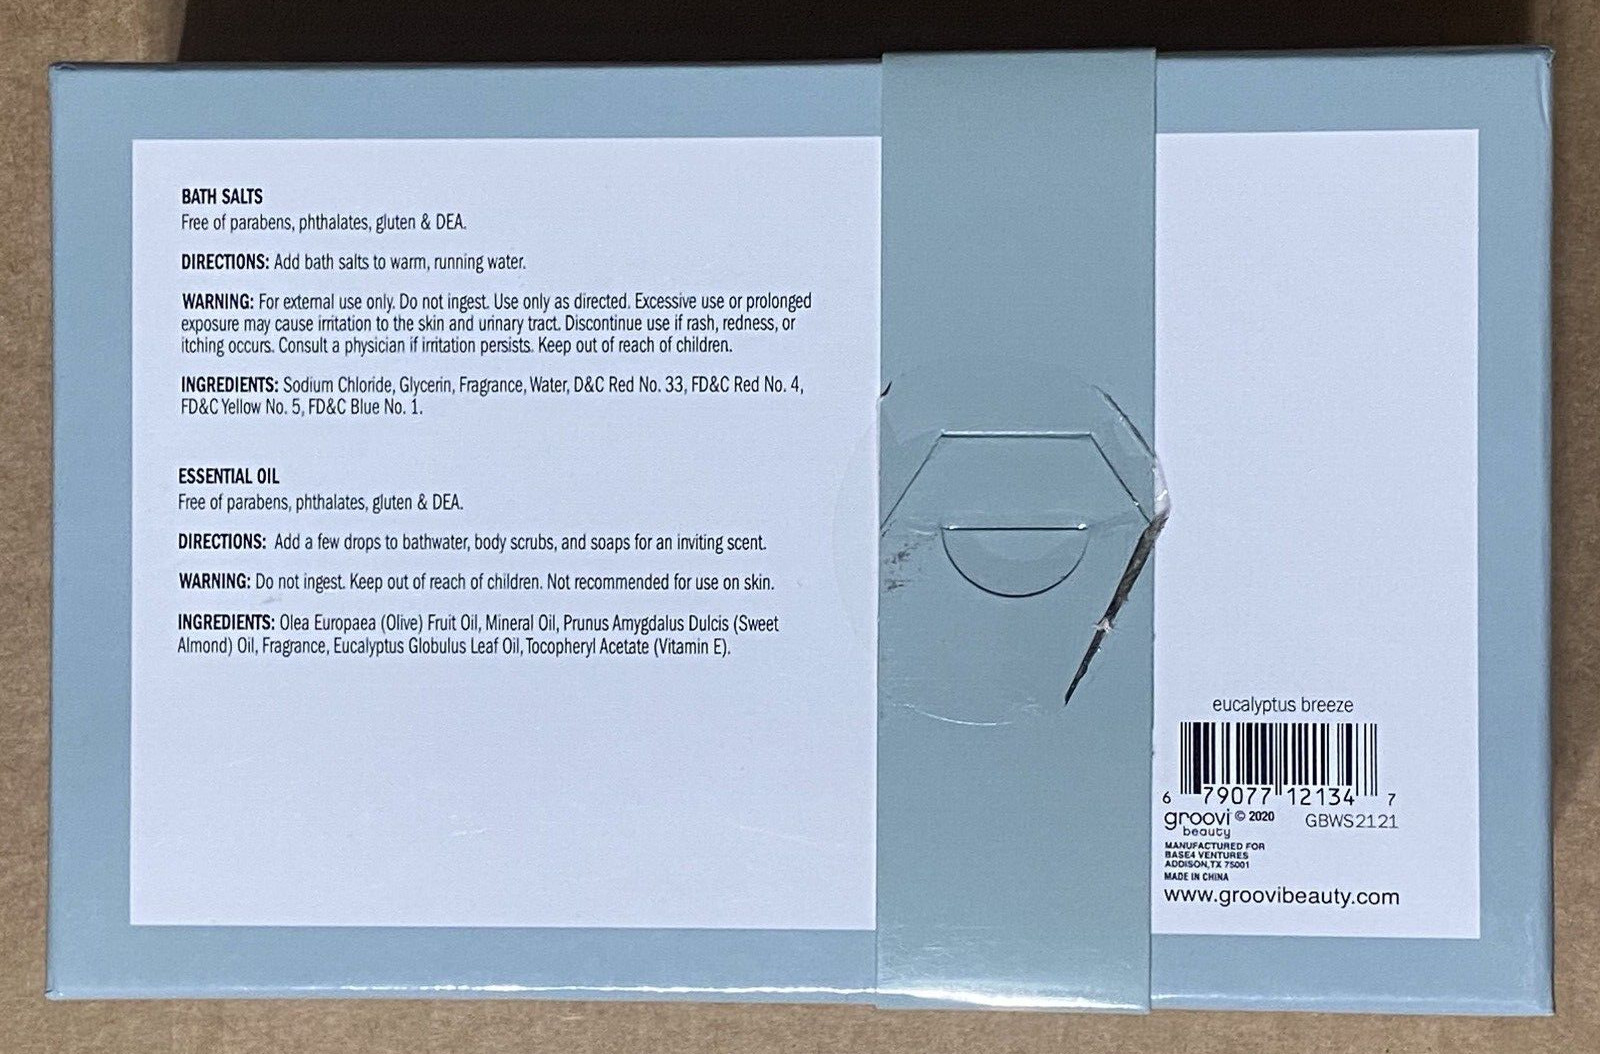 BATH SALTS
Free of parabens, phthalates, gluten & DEA.
DIRECTIONS: Add bath salts to warm, running water.
WARNING: For external use only. Do not ingest. Use only as directed. Excessive use or prolonged
exposure may cause irritation to the skin and urinary tract. Discontinue use if rash, redness, or
itching occurs. Consult a physician if irritation persists. Keep out of reach of children.
INGREDIENTS: Sodium Chloride, Glycerin, Fragrance, Water, D&C Red No. 33, FD&C Red No. 4,
FD&C Yellow No. 5, FD&C Blue No. 1.
ESSENTIAL OIL
Free of parabens, phthalates, gluten & DEA.
DIRECTIONS: Add a few drops to bathwater, body scrubs, and soaps for an inviting scent.
WARNING: Do not ingest. Keep out of reach of children. Not recommended for use on skin.
INGREDIENTS: Olea Europaea (Olive) Fruit Oil, Mineral Oil, Prunus Amygdalus Dulcis (Sweet
Almond) Oil, Fragrance, Eucalyptus Globulus Leaf Oil, Tocopheryl Acetate (Vitamin E).
eucalyptus breeze
6 79077 12134 7
groovi © 2020 GBWS2121
beauty
MANUFACTURED FOR
BASE4 VENTURES
ADDISON, TX 75001
MADE IN CHINA
www.groovibeauty.com